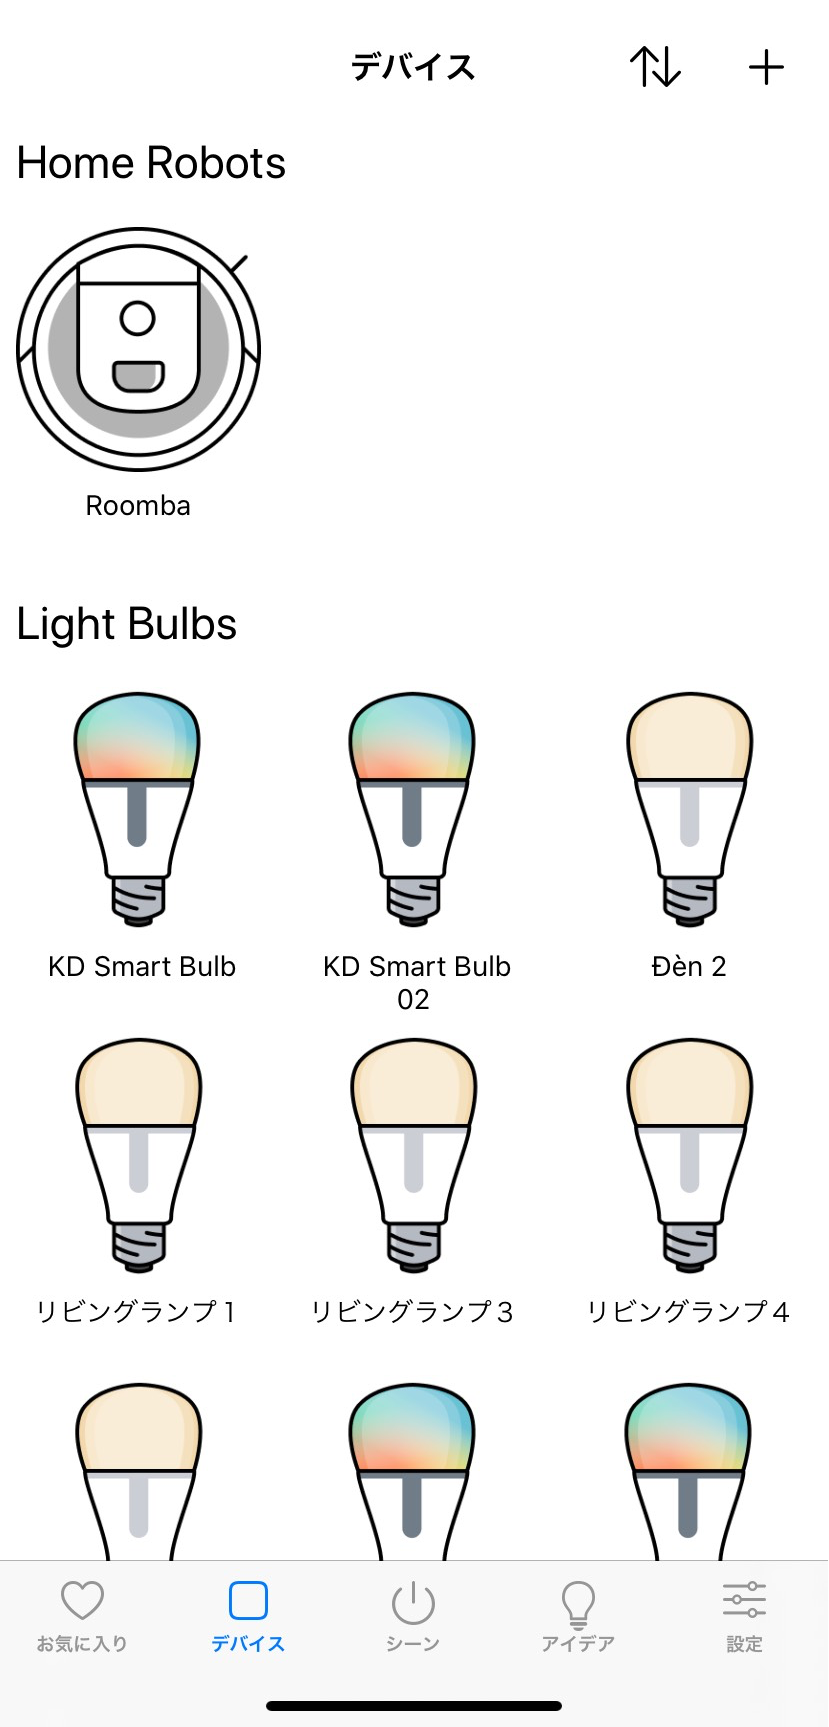 デバイス
Home Robots
Roomba
Light Bulbs
KD Smart Bulb
KD Smart Bulb
02
Đèn 2
リビングランプ1
リビングランプ3
リビングランプ4
お気に入り
デバイス
シーン
アイデア
設定